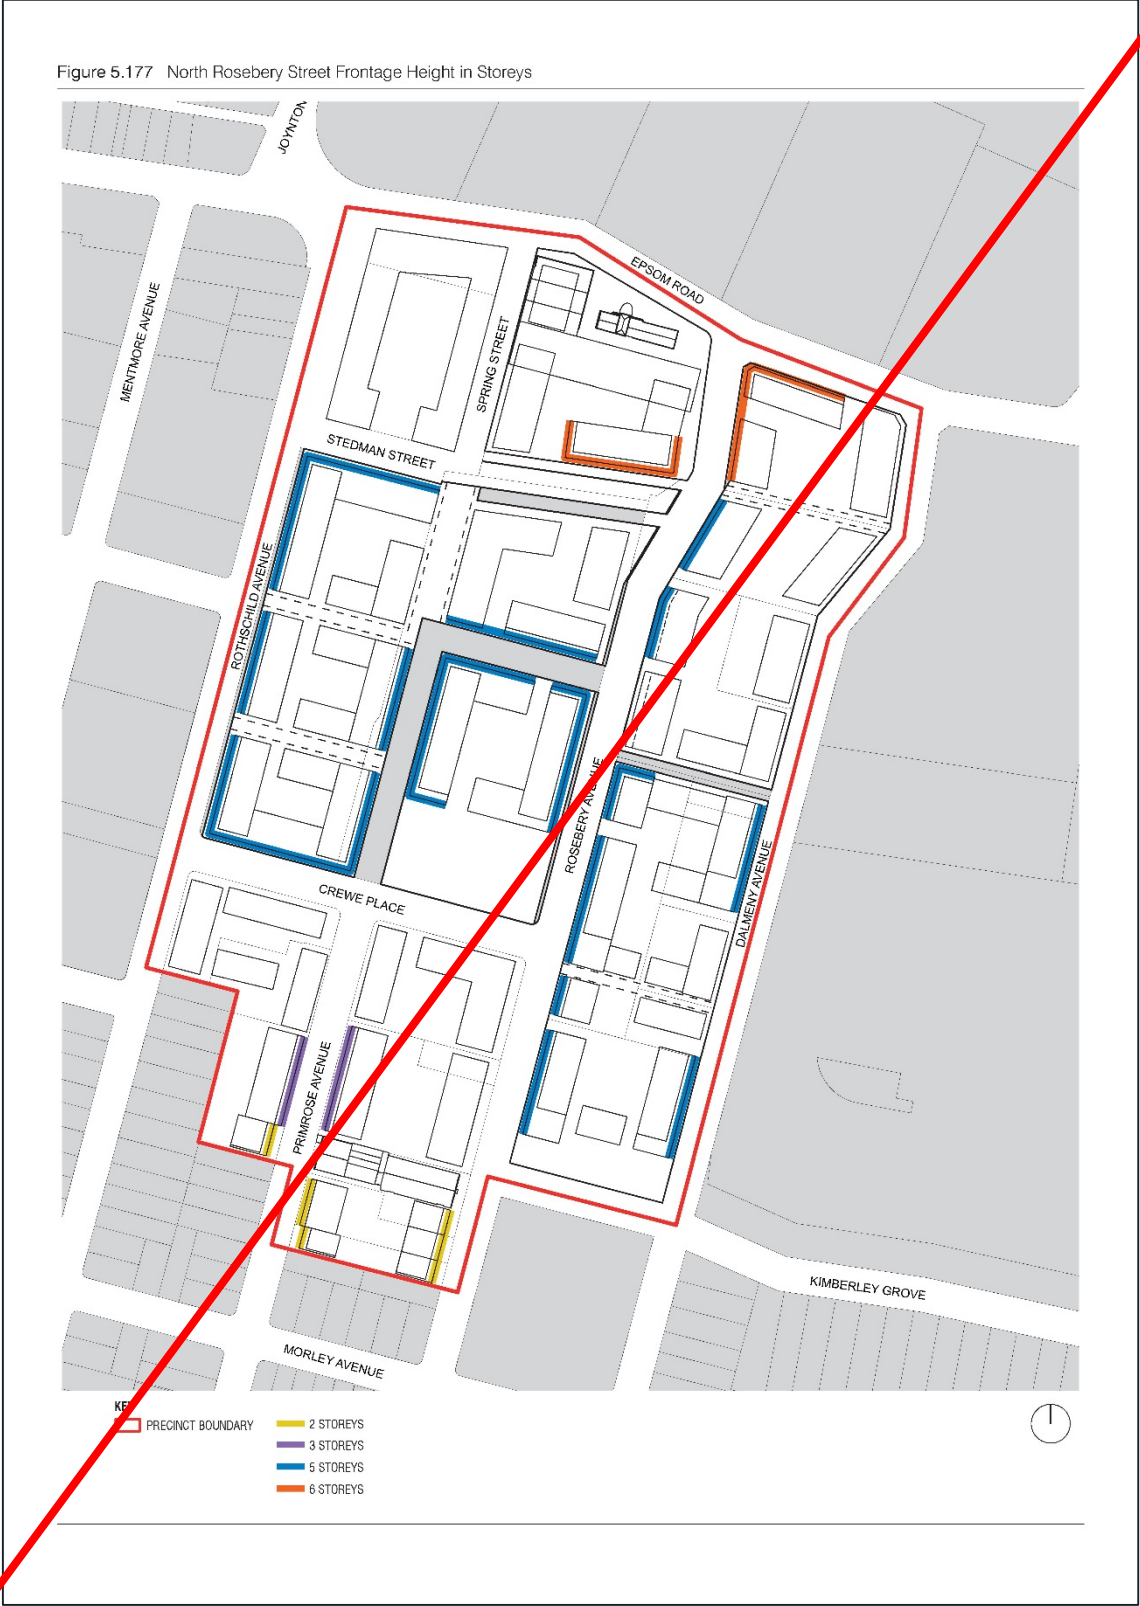 Figure 5.177 North Rosebery Street Frontage Height in Storeys
JOYNTON
EPSOM ROAD
MENTMORE AVENUE
SPRING STREET
STEDMAN STREET
ROTHSCHILD AVENUE
ROSEBERY AVENUE
DALMENY AVENUE
CREWE PLACE
PRIMROSE AVENUE
KIMBERLEY GROVE
MORLEY AVENUE
PRECINCT BOUNDARY
2 STOREYS
3 STOREYS
5 STOREYS
6 STOREYS